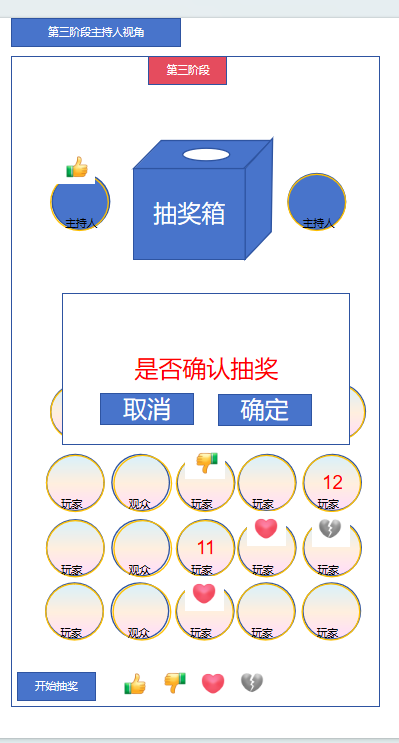 第三阶段主持人视角
第三阶段
抽奖箱
主持人 主持人
是否确认抽奖
取消 确定
12
玩家 观众 玩家 玩家 玩家
11
玩家 观众 玩家 玩家 玩家
玩家 观众 玩家 玩家 玩家
开始抽奖